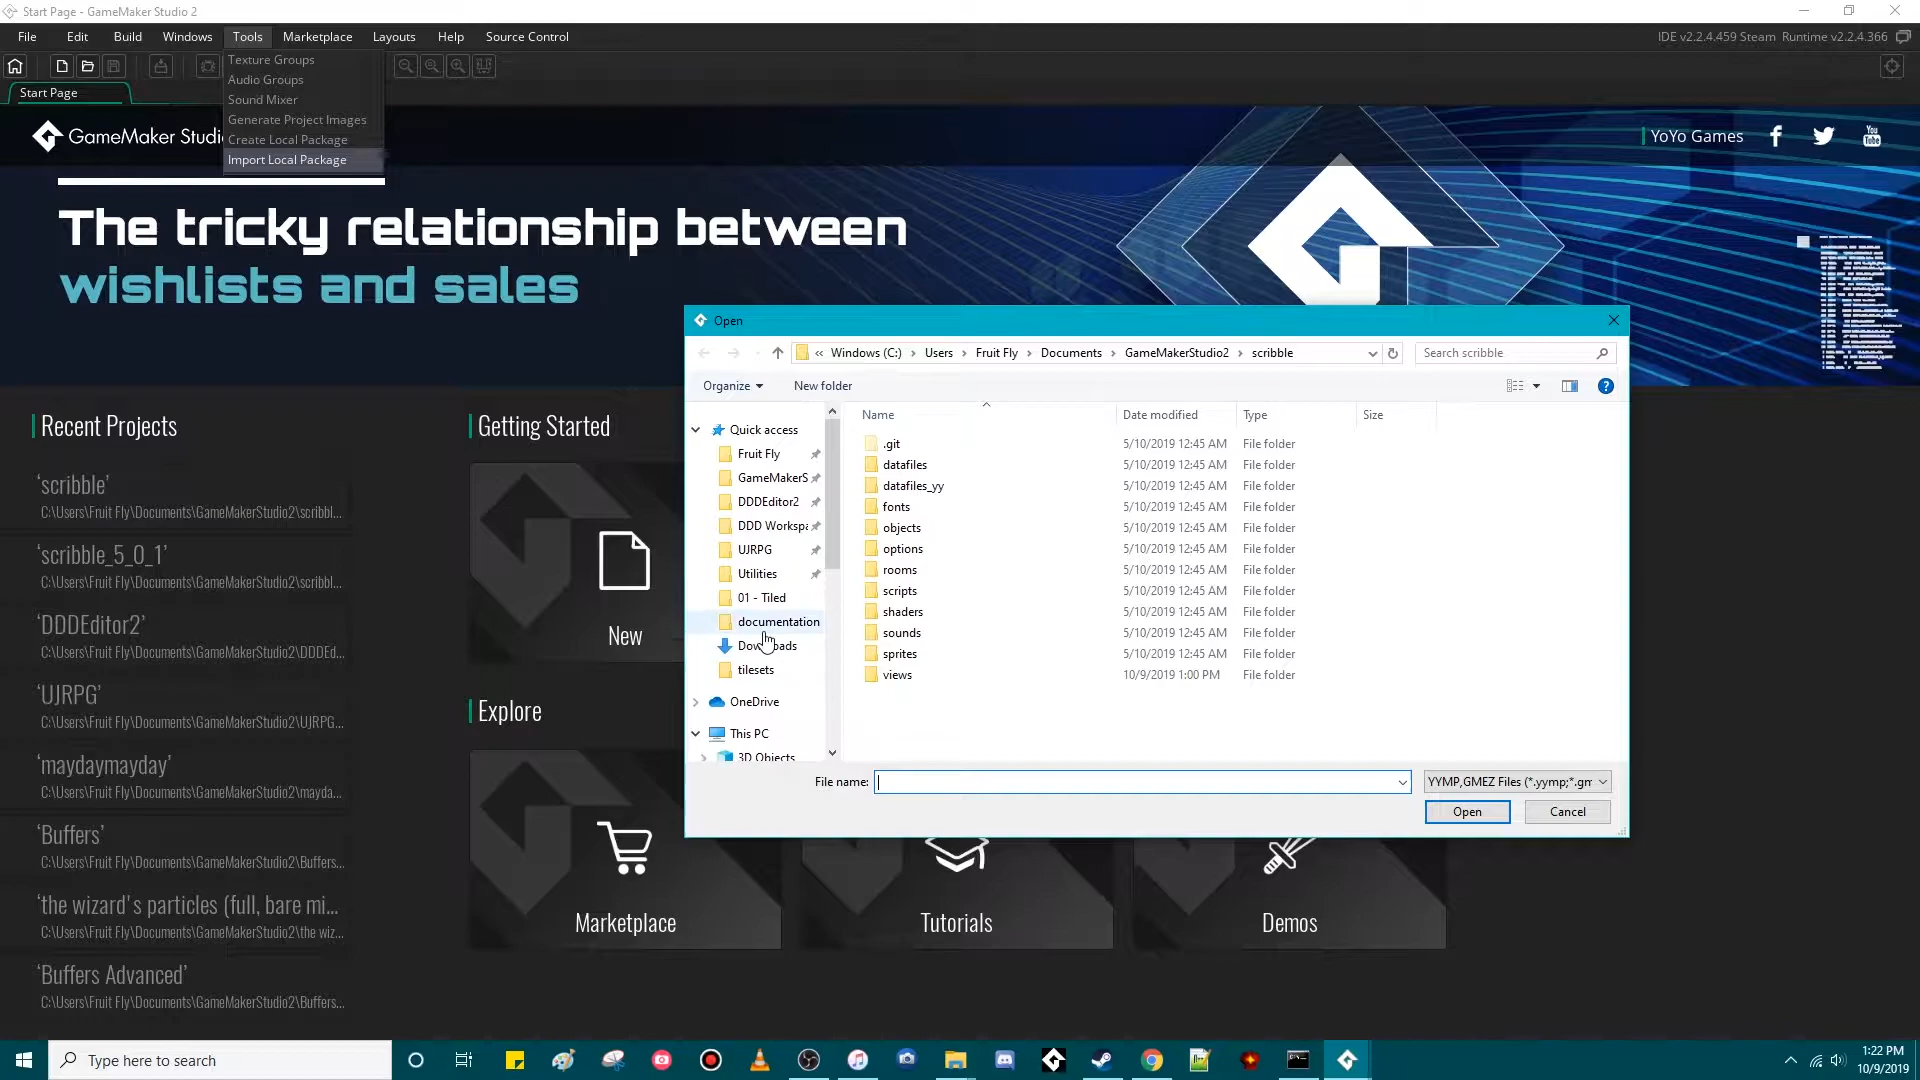 Start Page - GameMaker Studio 2
File Edit Build Windows Tools Marketplace Layouts Help Source Control
IDE v2.2.4.459 Steam Runtime v2.2.4.366
Texture Groups
Audio Groups
Sound Mixer
Generate Project Images
Create Local Package
Import Local Package
Start Page
GameMaker Studi
YoYo Games
You
Tube
The tricky relationship between
wishlists and sales
Recent Projects
'scribble'
C:\Users\Fruit Fly\Documents\GameMakerStudio2\scribbl...
'scribble_5_0_1'
C:\Users\Fruit Fly\Documents\GameMakerStudio2\scribbl...
'DDDEditor2'
C:\Users\Fruit Fly\Documents\GameMakerStudio2\DDDEd...
'UJRPG'
C:\Users\Fruit Fly\Documents\GameMakerStudio2\UJRPG...
'maydaymayday'
C:\Users\Fruit Fly\Documents\GameMakerStudio2\mayda...
'Buffers'
C:\Users\Fruit Fly\Documents\GameMakerStudio2\Buffers...
'the wizard's particles (full, bare mi...
C:\Users\Fruit Fly\Documents\GameMakerStudio2\the wiz...
'Buffers Advanced'
C:\Users\Fruit Fly\Documents\GameMakerStudio2\Buffers...
Getting Started
New
Explore
Marketplace
Tutorials
Demos
Open
« Windows (C:) › Users › Fruit Fly › Documents › GameMakerStudio2 › scribble
Search scribble
Organize
New folder
Quick access
Fruit Fly
GameMakerS
DDDEditor2
DDD Workspa
UJRPG
Utilities
01 - Tiled
documentation
Downloads
tilesets
OneDrive
This PC
3D Objects
Name Date modified Type Size
.git 5/10/2019 12:45 AM File folder
datafiles 5/10/2019 12:45 AM File folder
datafiles_yy 5/10/2019 12:45 AM File folder
fonts 5/10/2019 12:45 AM File folder
objects 5/10/2019 12:45 AM File folder
options 5/10/2019 12:45 AM File folder
rooms 5/10/2019 12:45 AM File folder
scripts 5/10/2019 12:45 AM File folder
shaders 5/10/2019 12:45 AM File folder
sounds 5/10/2019 12:45 AM File folder
sprites 5/10/2019 12:45 AM File folder
views 10/9/2019 1:00 PM File folder
File name:
YYMP,GMEZ Files (*.yymp;*.gm
Open
Cancel
Type here to search
1:22 PM
10/9/2019